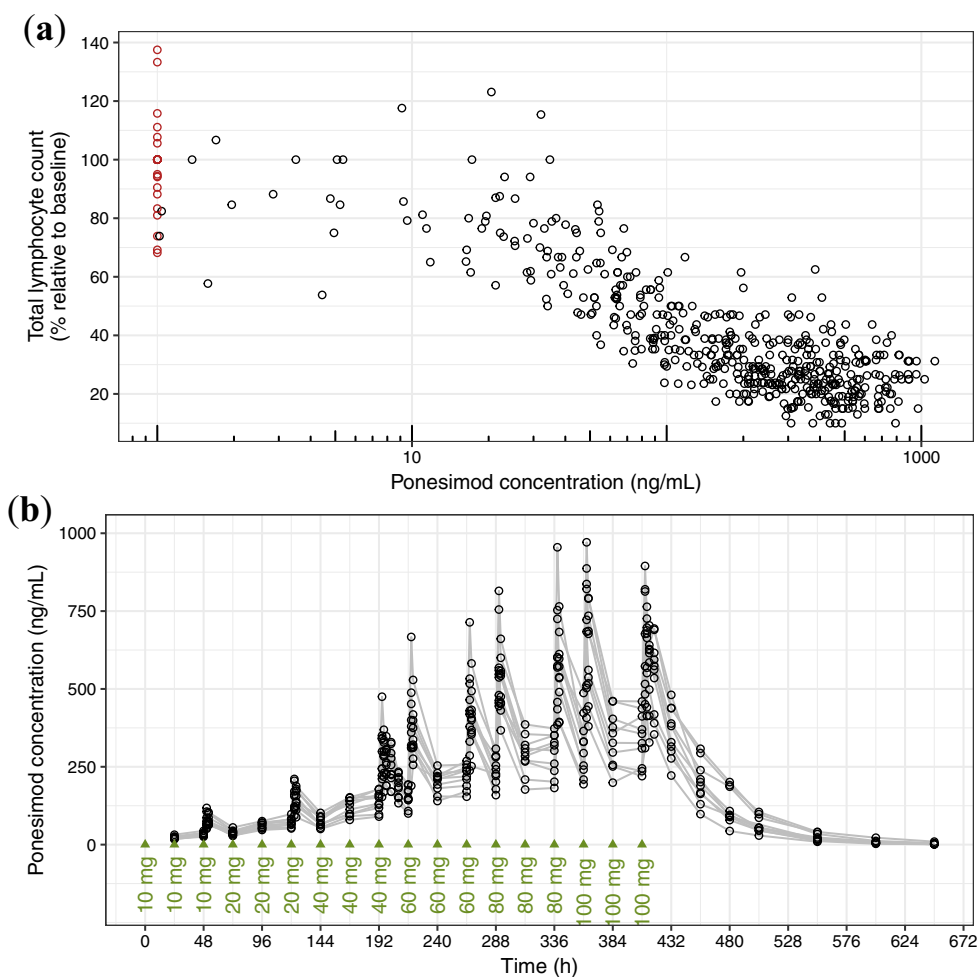 (a)
Total lymphocyte count
(% relative to baseline)
140
120
100
80
60
40
20
10
1000
Ponesimod concentration (ng/mL)
(b)
Ponesimod concentration (ng/mL)
1000
750
500
250
0
10 mg
10 mg
10 mg
20 mg
20 mg
20 mg
40 mg
40 mg
40 mg
60 mg
60 mg
60 mg
80 mg
80 mg
80 mg
100 mg
100 mg
100 mg
0 48 96 144 192 240 288 336 384 432 480 528 576 624 672
Time (h)